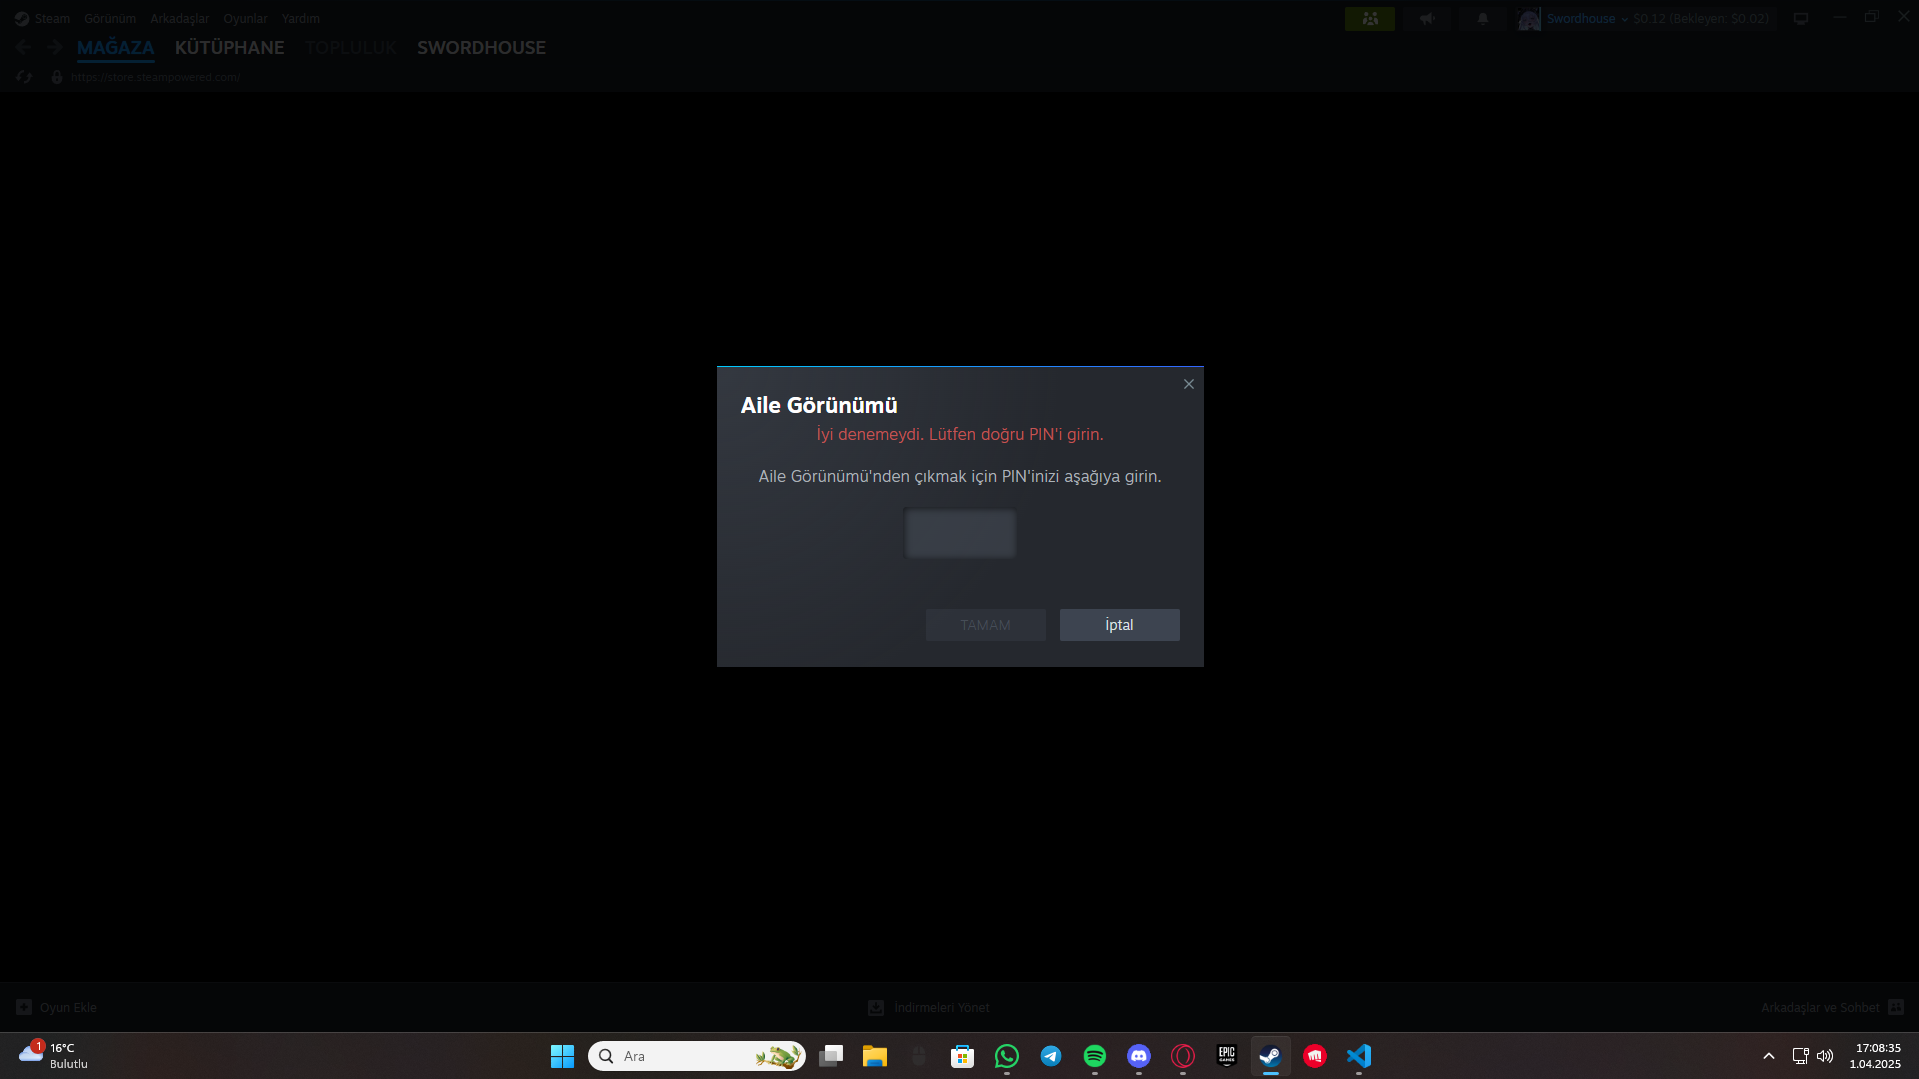 Steam Görünüm Arkadaşlar Oyunlar Yardım
Swordhouse $0.12 (Bekleyen: $0.02)
MAĞAZA KÜTÜPHANE TOPLULUK SWORDHOUSE
https://store.steampowered.com/
Aile Görünümü
İyi denemeydi. Lütfen doğru PIN'i girin.
Aile Görünümü'nden çıkmak için PIN'inizi aşağıya girin.
TAMAM İptal
Oyun Ekle İndirmeleri Yönet Arkadaşlar ve Sohbet
1
16°C
Bulutlu
Ara
EPIC
GAMES
17:08:35
1.04.2025